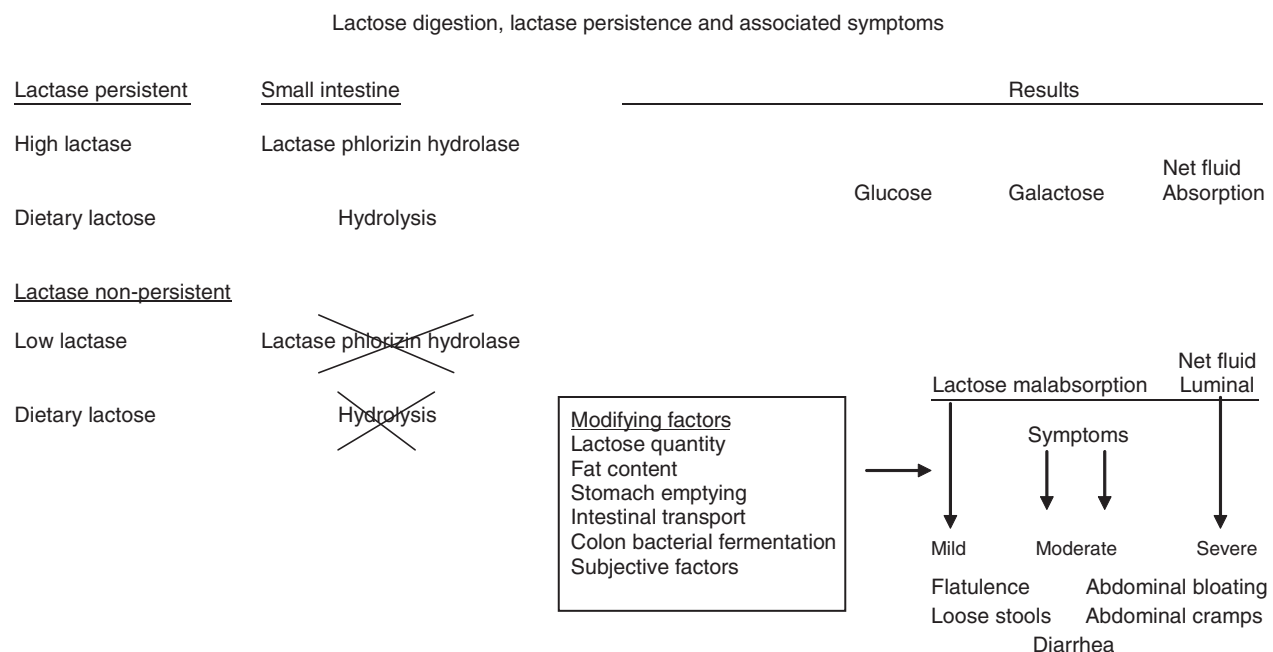 Lactose digestion, lactase persistence and associated symptoms
Lactase persistent Small intestine Results
High lactase Lactase phlorizin hydrolase
Net fluid
Glucose Galactose Absorption
Dietary lactose Hydrolysis
Lactase non-persistent
Low lactase Lactase phlorizin hydrolase
Net fluid
Lactose malabsorption Luminal
Dietary lactose Hydrolysis
Modifying factors
Lactose quantity
Fat content
Stomach emptying
Intestinal transport
Colon bacterial fermentation
Subjective factors
Symptoms
Mild Moderate Severe
Flatulence Abdominal bloating
Loose stools Abdominal cramps
Diarrhea